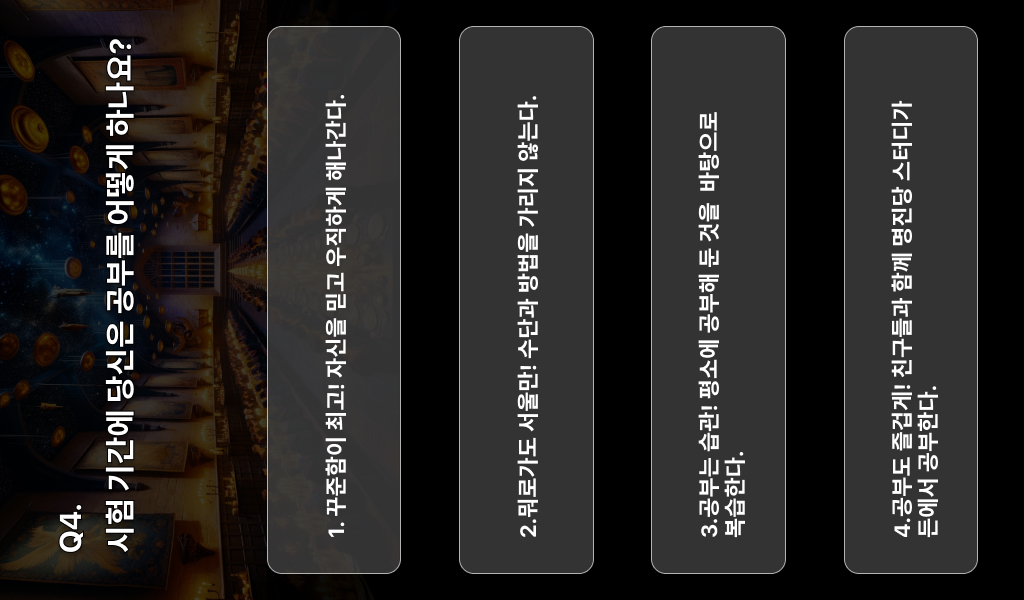 Q4.
시험 기간에 당신은 공부를 어떻게 하나요?
1. 꾸준함이 최고! 자신을 믿고 우직하게 해나간다.
2.뭐로가도 서울만! 수단과 방법을 가리지 않는다.
3.공부는 습관! 평소에 공부해 둔 것을 바탕으로
복습한다.
4.공부도 즐겁게! 친구들과 함께 명진당 스터디가
든에서 공부한다.